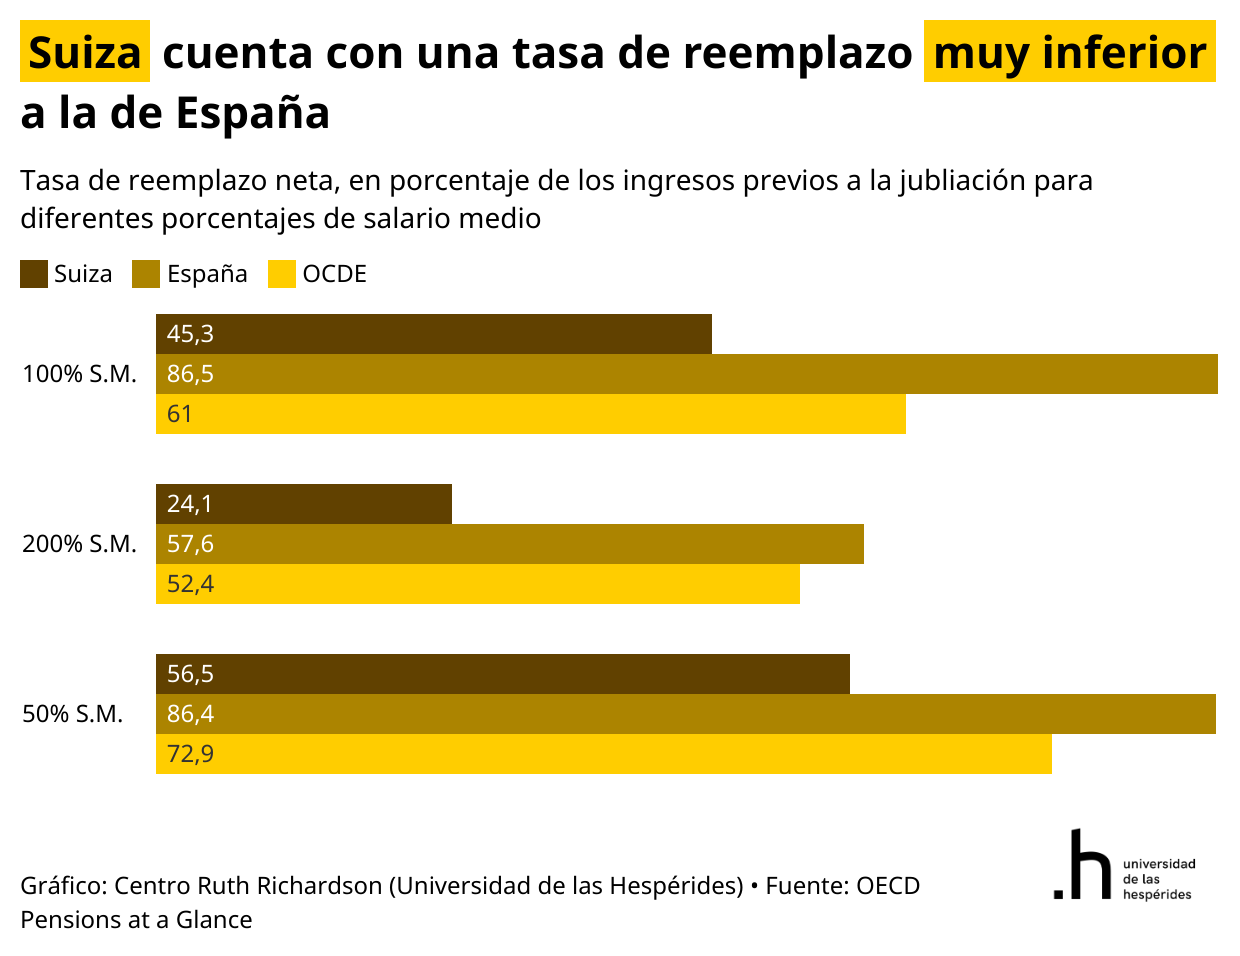 Suiza cuenta con una tasa de reemplazo muy inferior
a la de España
Tasa de reemplazo neta, en porcentaje de los ingresos previos a la jubliación para
diferentes porcentajes de salario medio
Suiza España OCDE
45,3
100% S.M. 86,5
61
24,1
200% S.M. 57,6
52,4
56,5
50% S.M. 86,4
72,9
Gráfico: Centro Ruth Richardson (Universidad de las Hespérides) • Fuente: OECD
Pensions at a Glance
.h universidad
de las
hespérides